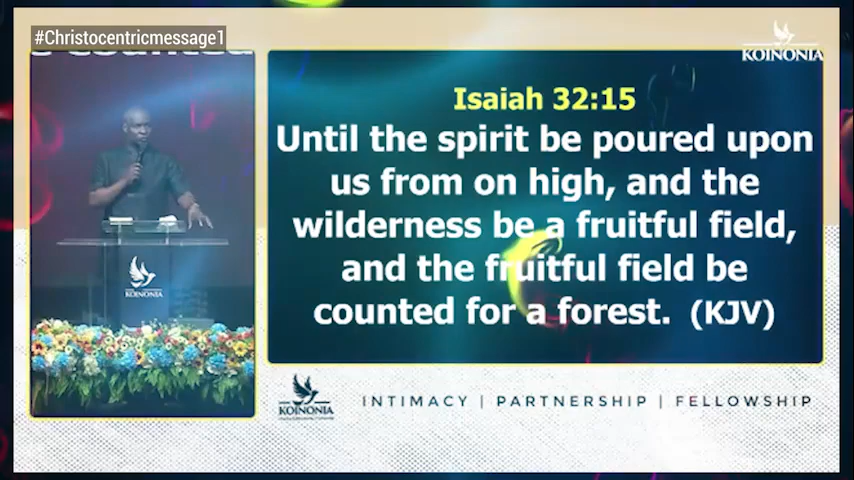 #Christocentricmessage1
KOINONIA
Isaiah 32:15
Until the spirit be poured upon
us from on high, and the
wilderness be a fruitful field,
and the fruitful field be
counted for a forest. (KJV)
KOINONIA
KOINONIA
INTIMACY | PARTNERSHIP | FELLOWSHIP